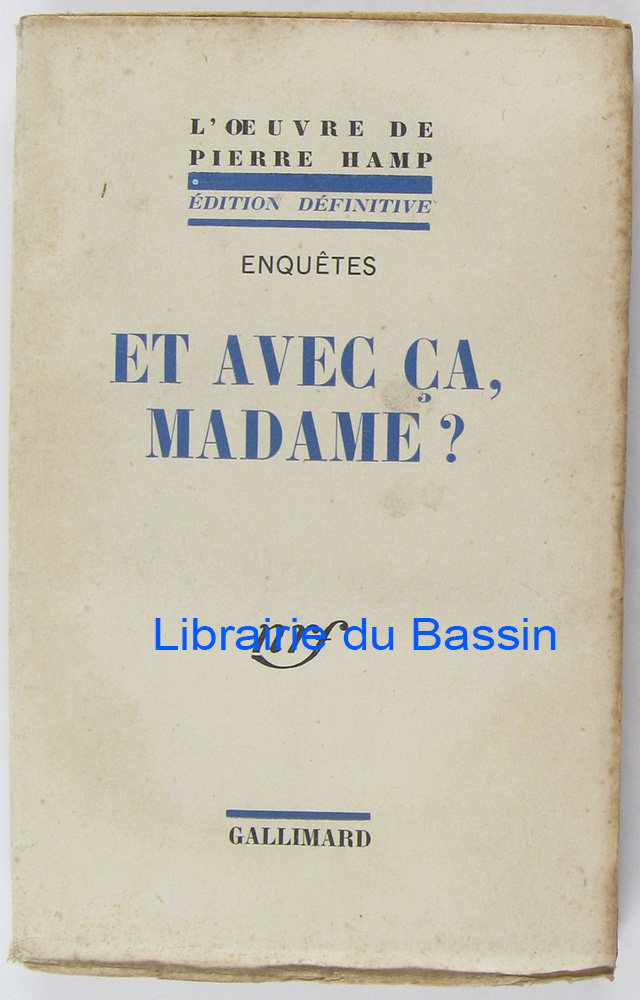 L'ŒUVRE DE
PIERRE HAMP
ÉDITION DÉFINITIVE
ENQUÊTES
ET AVEC ÇA,
MADAME ?
nrf
Librairie du Bassin
GALLIMARD